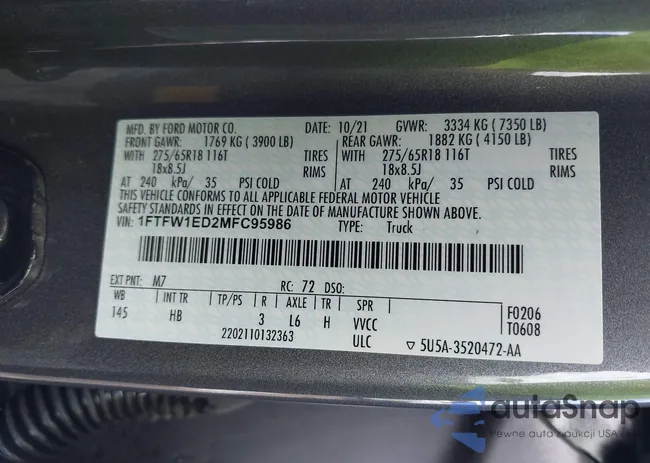 MFD. BY FORD MOTOR CO. DATE: 10/21 GVWR: 3334 KG ( 7350 LB)
FRONT GAWR: 1769 KG ( 3900 LB) REAR GAWR: 1882 KG ( 4150 LB)
WITH 275/65R18 116T TIRES WITH 275/65R18 116T TIRES
18x8.5J RIMS 18x8.5J RIMS
AT 240 kPa/ 35 PSI COLD AT 240 kPa/ 35 PSI COLD
THIS VEHICLE CONFORMS TO ALL APPLICABLE FEDERAL MOTOR VEHICLE
SAFETY STANDARDS IN EFFECT ON THE DATE OF MANUFACTURE SHOWN ABOVE.
VIN: 1FTFW1ED2MFC95986 TYPE: Truck
EXT PNT: M7 RC: 72 DSO:
WB INT TR TP/PS R AXLE TR SPR F0206
145 HB 3 L6 H VVCC T0608
2202110132363 ULC ▽ 5U5A-3520472-AA
autoSnap
Pewne auto z aukcji USA